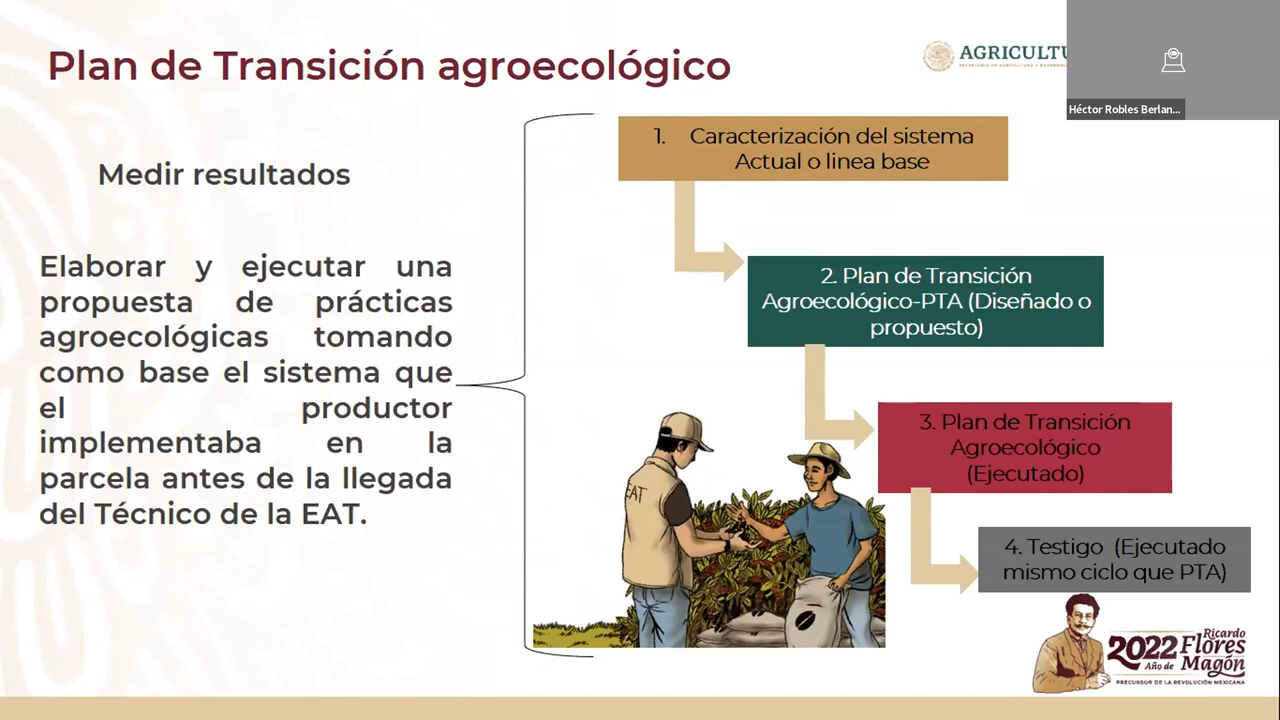 Plan de Transición agroecológico
AGRICULTU
Héctor Robles Berlan...
Medir resultados
Elaborar y ejecutar una
propuesta de prácticas
agroecológicas tomando
como base el sistema que
el productor
implementaba en la
parcela antes de la llegada
del Técnico de la EAT.
1. Caracterización del sistema
Actual o linea base
2. Plan de Transición
Agroecológico-PTA (Diseñado o
propuesto)
3. Plan de Transición
Agroecológico
(Ejecutado)
4. Testigo (Ejecutado
mismo ciclo que PTA)
EAT
2022 Ricardo
Año de Flores
Magón
PRECURSOR DE LA REVOLUCIÓN MEXICANA